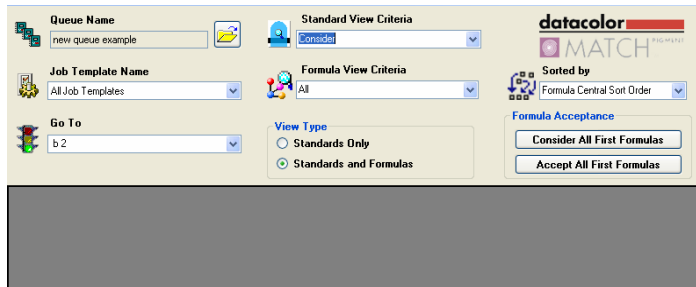 Queue Name
new queue example
Job Template Name
All Job Templates
Go To
b 2
Standard View Criteria
Consider
Formula View Criteria
All
View Type
Standards Only
Standards and Formulas
datacolor
MATCH PIGMENT
Sorted by
Formula Central Sort Order
Formula Acceptance
Consider All First Formulas
Accept All First Formulas